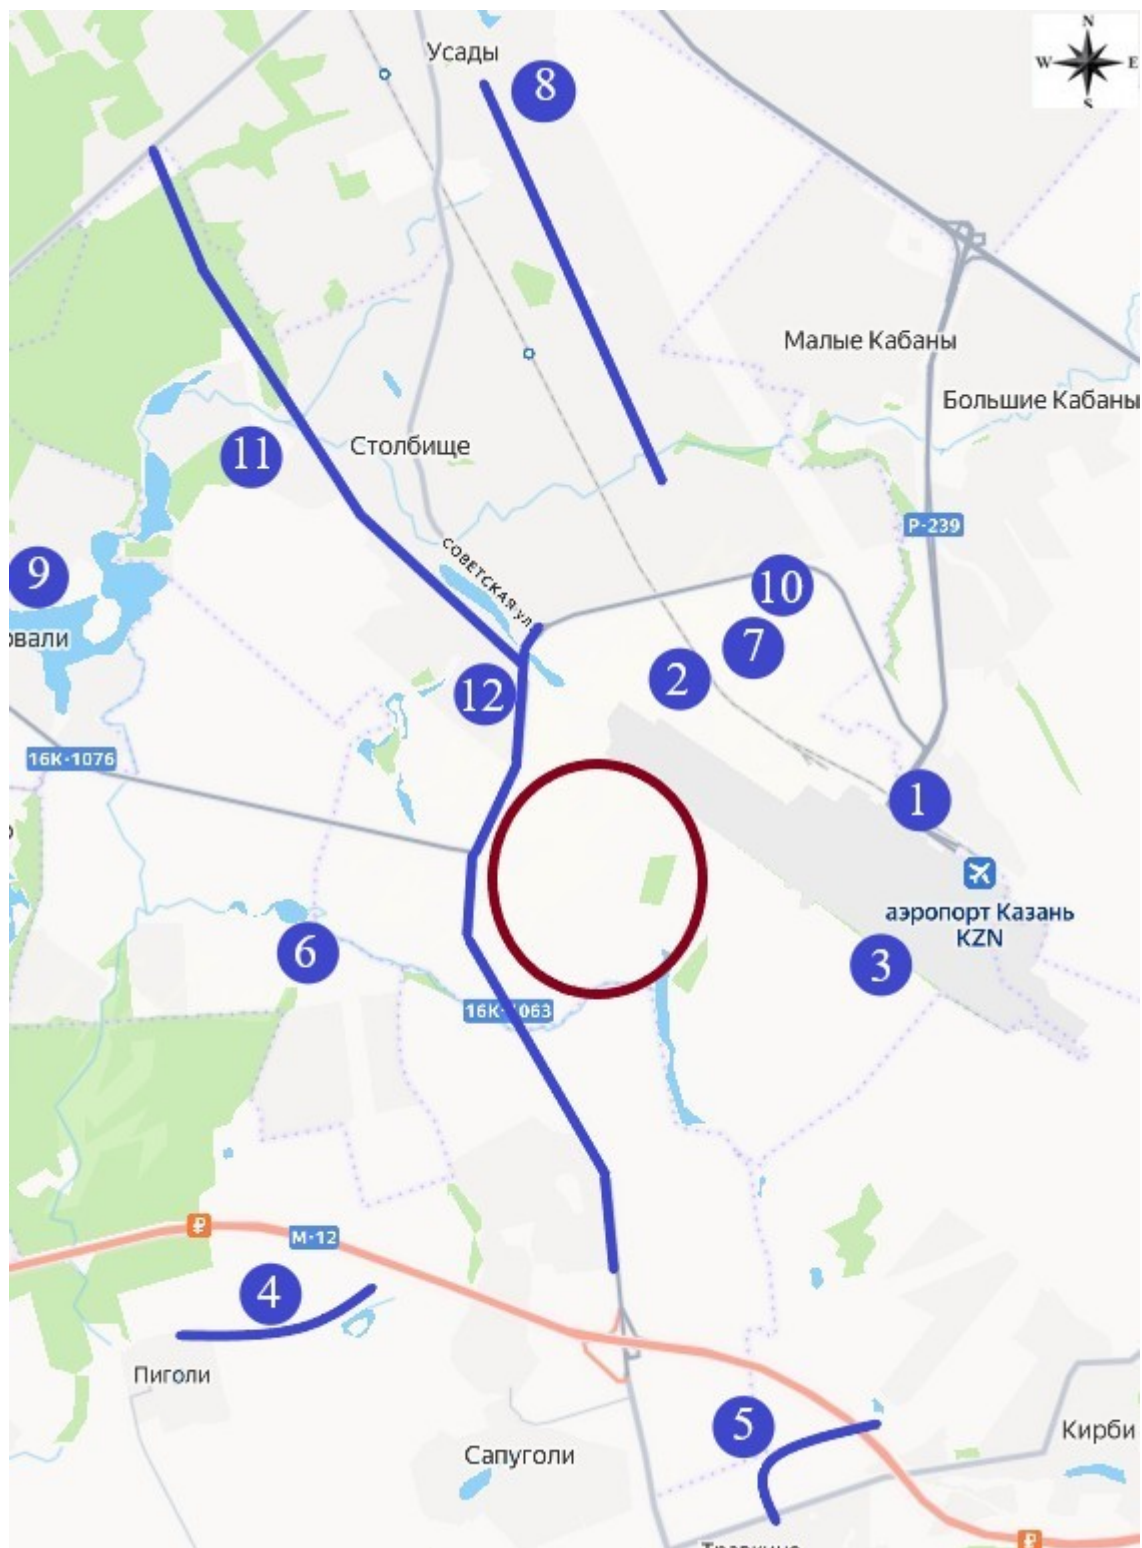 N
W E
S
Усады
8
Малые Кабаны
Большие Кабаны
Столбище
11
СОВЕТСКАЯ ул.
Р-239
9
10
7
овали
2
12
16К-1076
1
аэропорт Казань
KZN
6
3
16К-1063
₽
М-12
4
Пиголи
5
Кирби
Сапуголи
₽